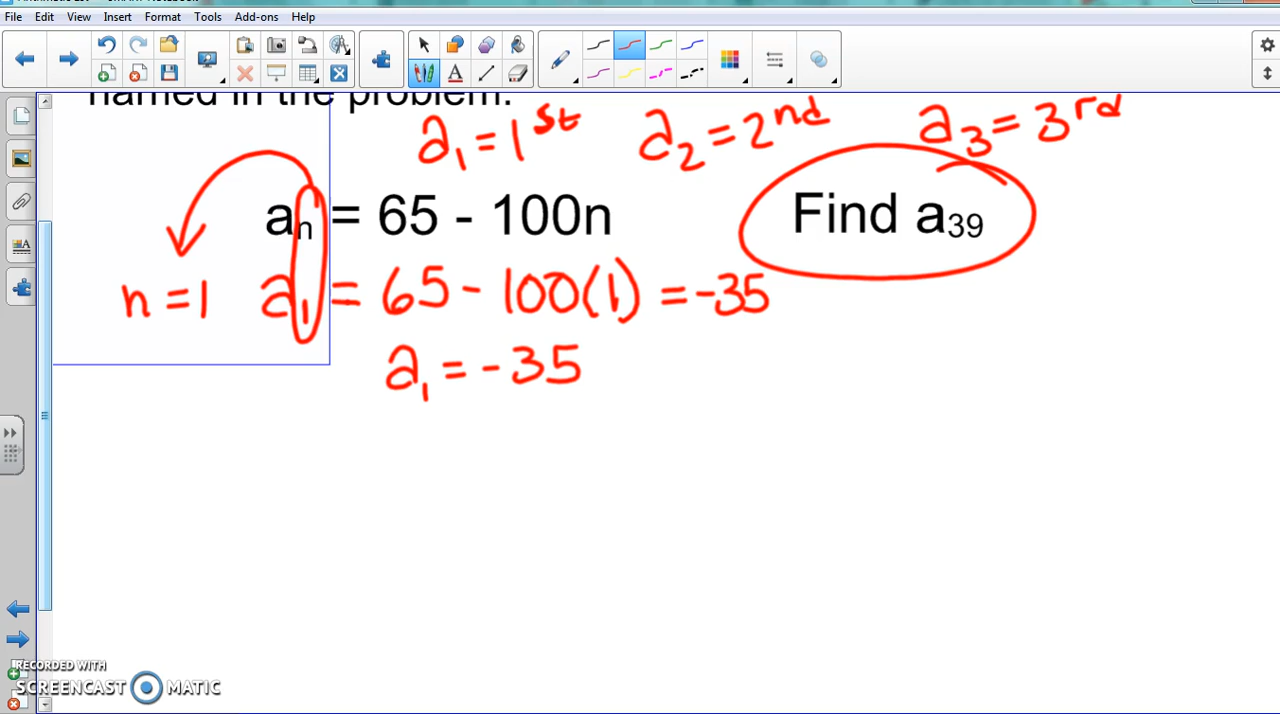 File Edit View Insert Format Tools Add-ons Help
named in the problem.
a₁ = 1st a₂ = 2nd a₃ = 3rd
aₙ = 65 - 100n Find a₃₉
n = 1 a₁ = 65 - 100(1) = -35
a₁ = -35
RECORDED WITH
SCREENCAST MATIC